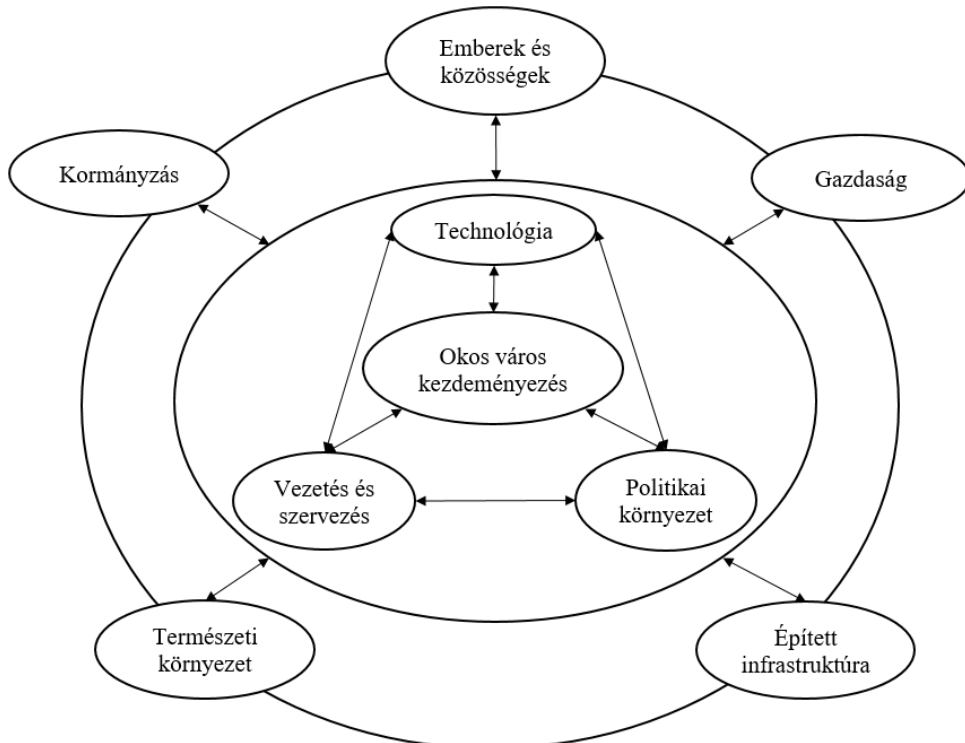 Emberek és
közösségek
Kormányzás
Gazdaság
Technológia
Okos város
kezdeményezés
Vezetés és
szervezés
Politikai
környezet
Természeti
környezet
Épített
infrastruktúra